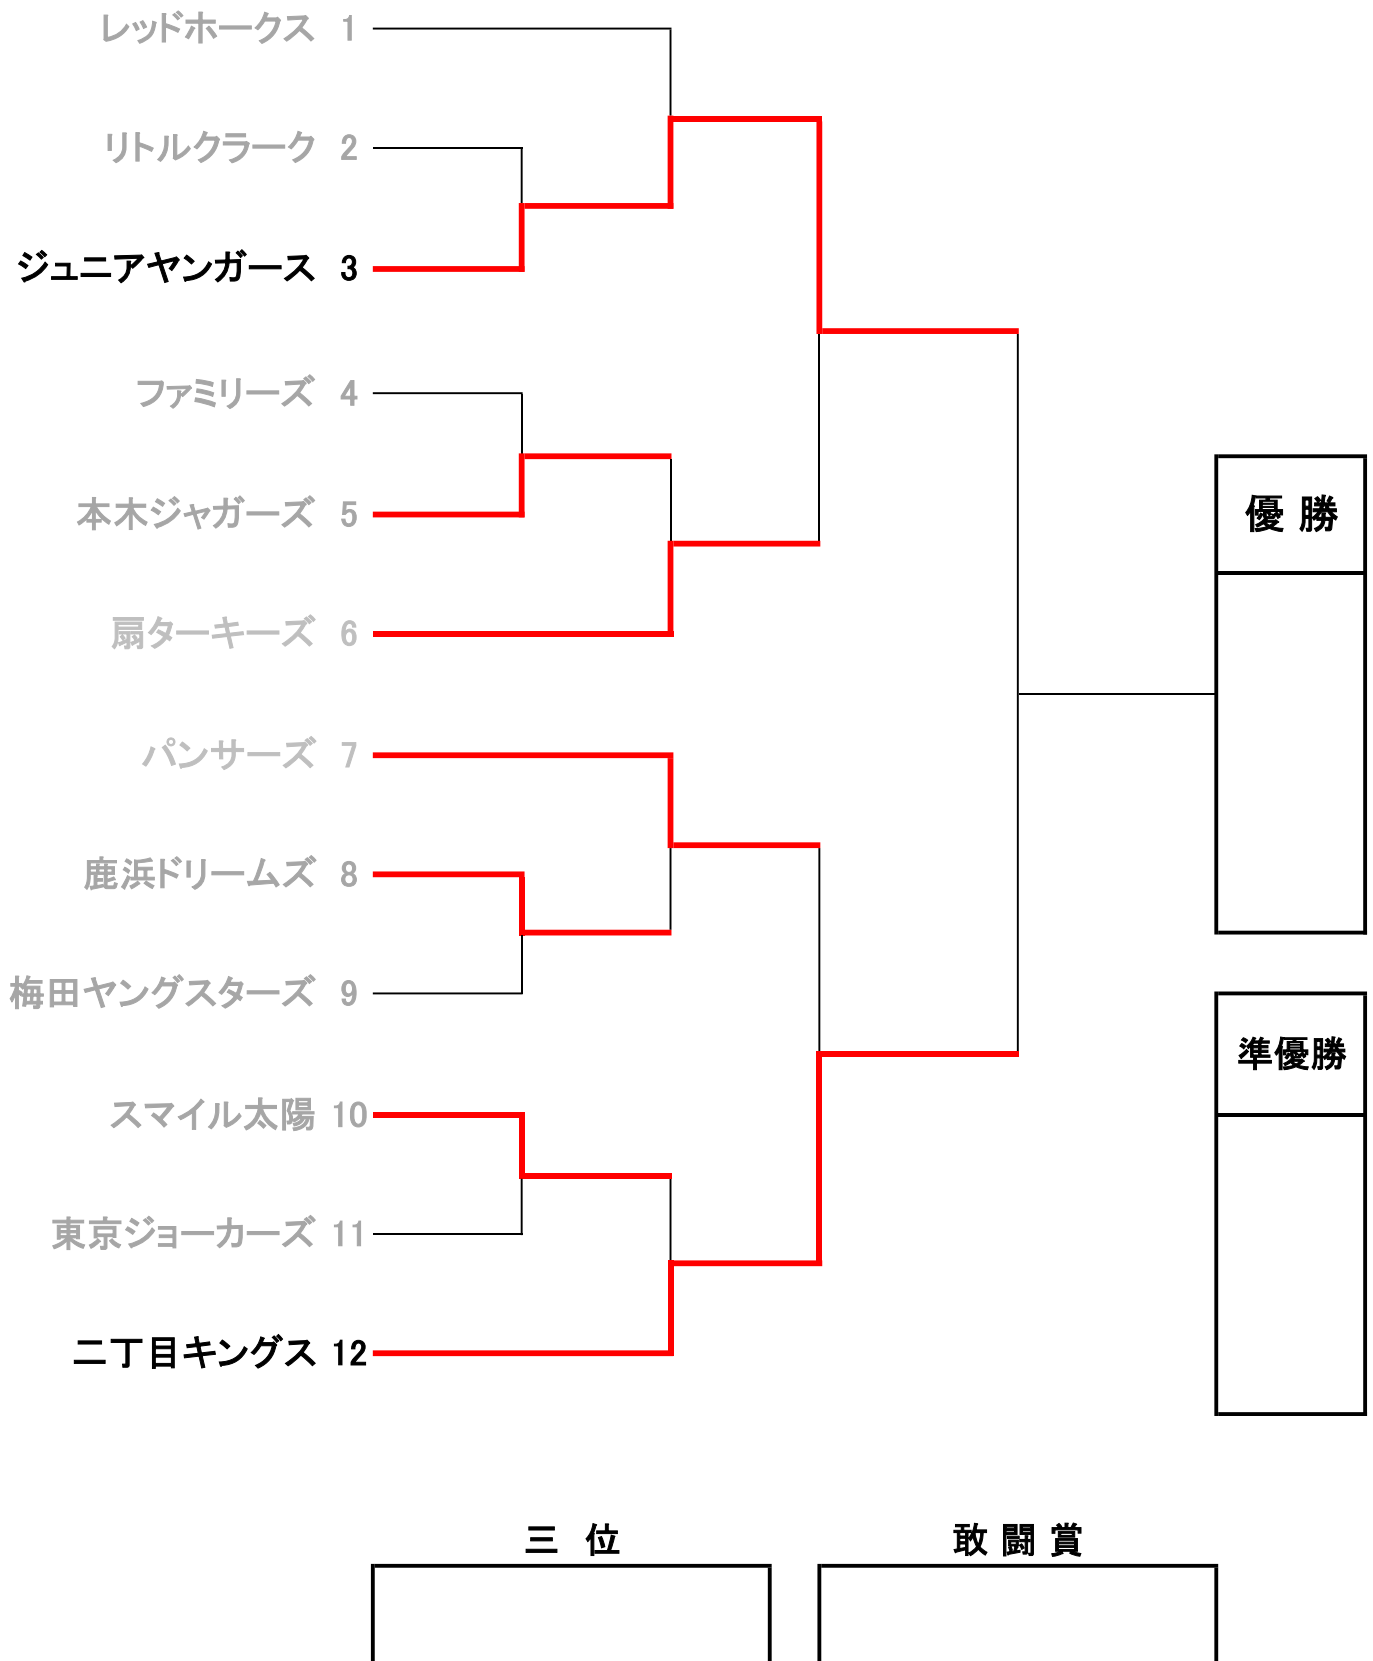 レッドホークス 1
リトルクラーク 2
ジュニアヤンガース 3
ファミリーズ 4
本木ジャガーズ 5
扇ターキーズ 6
パンサーズ 7
鹿浜ドリームズ 8
梅田ヤングスターズ 9
スマイル太陽 10
東京ジョーカーズ 11
二丁目キングス 12
優 勝
準優勝
三 位
敢 闘 賞